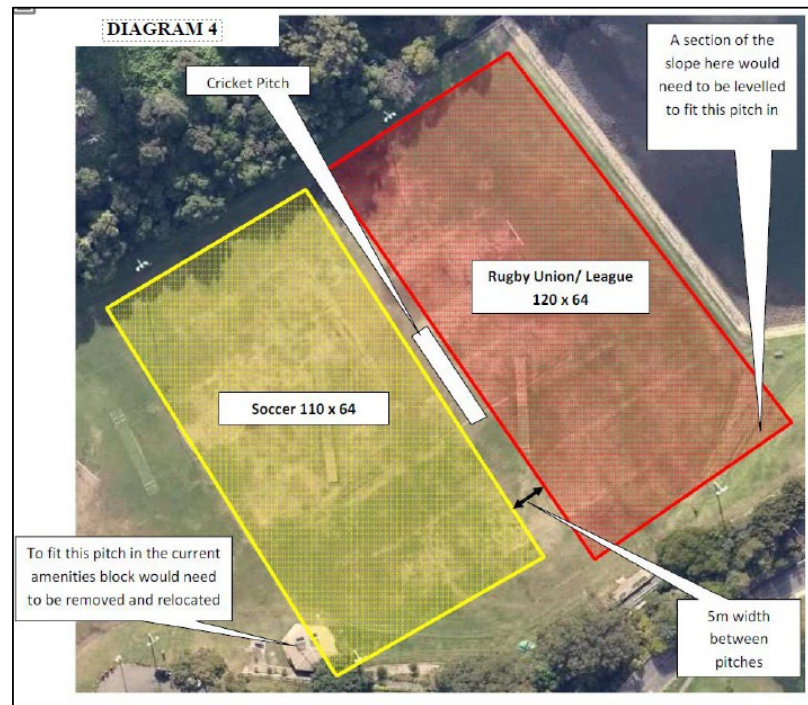 DIAGRAM 4
Cricket Pitch
A section of the
slope here would
need to be levelled
to fit this pitch in
Rugby Union/ League
120 x 64
Soccer 110 x 64
To fit this pitch in the current
amenities block would need
to be removed and relocated
5m width
between
pitches